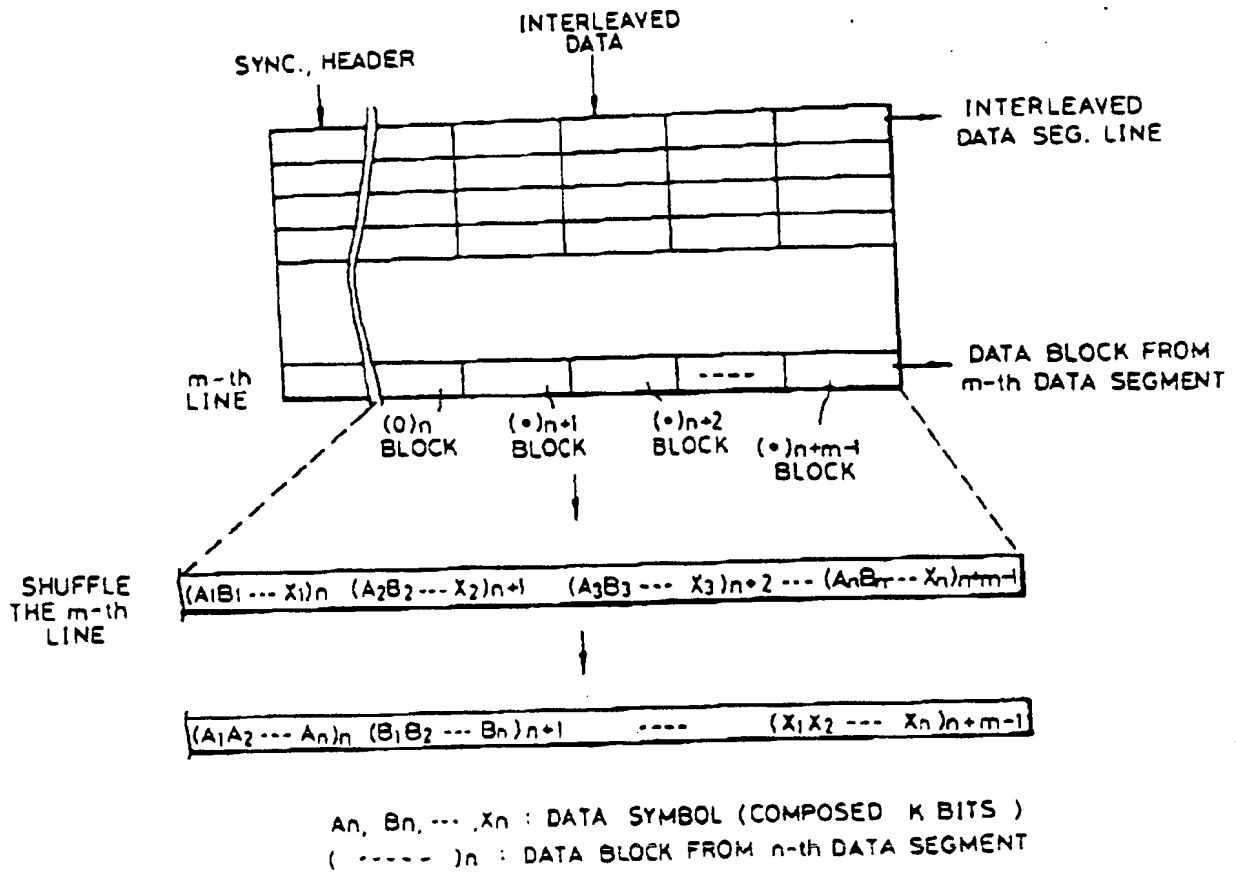 INTERLEAVED
DATA
SYNC., HEADER
INTERLEAVED
DATA SEG. LINE
m-th
LINE
DATA BLOCK FROM
m-th DATA SEGMENT
(0)n
BLOCK
(•)n+1
BLOCK
(•)n+2
BLOCK
(•)n+m-1
BLOCK
SHUFFLE
THE m-th
LINE
(A1B1 --- X1)n (A2B2 --- X2)n+1 (A3B3 --- X3)n+2 --- (AnBn --- Xn)n+m-1
(A1A2 --- An)n (B1B2 --- Bn)n+1 ---- (X1X2 --- Xn)n+m-1
An, Bn, --- ,Xn : DATA SYMBOL (COMPOSED K BITS )
( ----- )n : DATA BLOCK FROM n-th DATA SEGMENT